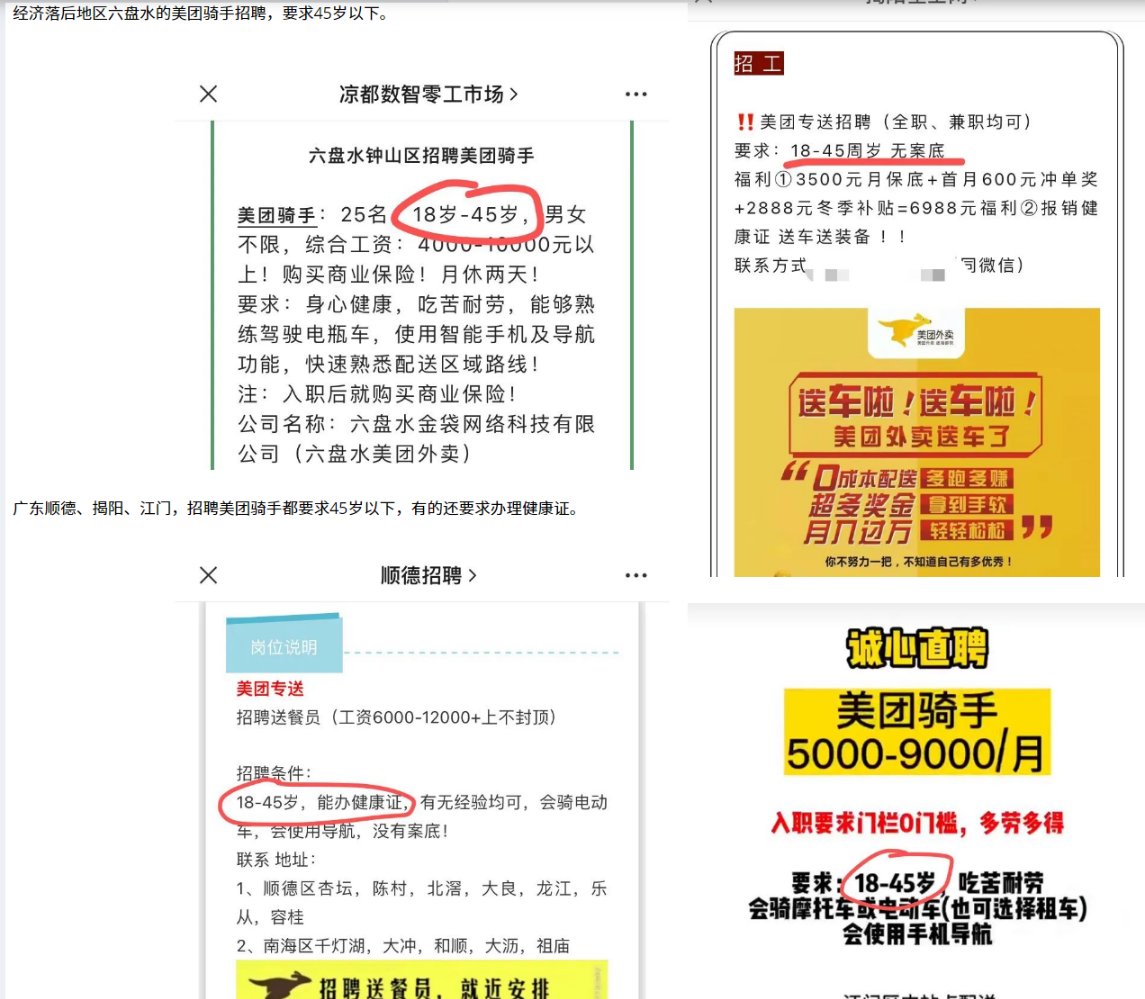 经济落后地区六盘水的美团骑手招聘，要求45岁以下。
凉都数智零工市场
六盘水钟山区招聘美团骑手
美团骑手：25名，18岁-45岁，男女
不限，综合工资：4000-10000元以
上！购买商业保险！月休两天！
要求：身心健康，吃苦耐劳，能够熟
练驾驶电瓶车，使用智能手机及导航
功能，快速熟悉配送区域路线！
注：入职后就购买商业保险！
公司名称：六盘水金袋网络科技有限
公司（六盘水美团外卖）
招 工
‼️美团专送招聘（全职、兼职均可）
要求：18-45周岁 无案底
福利①3500元月保底+首月600元冲单奖
+2888元冬季补贴=6988元福利②报销健
康证 送车送装备！！
联系方式
同微信）
美团外卖
送车啦！送车啦！
美团外卖送车了
“0成本配送 多跑多赚
超多奖金 拿到手软
月入过万 轻轻松松”
你不努力一把，不知道自己有多优秀！
广东顺德、揭阳、江门，招聘美团骑手都要求45岁以下，有的还要求办理健康证。
顺德招聘
岗位说明
美团专送
招聘送餐员（工资6000-12000+上不封顶）
招聘条件：
18-45岁，能办健康证，有无经验均可，会骑电动
车，会使用导航，没有案底！
联系 地址：
1、顺德区杏坛，陈村，北滘，大良，龙江，乐
从，容桂
2、南海区千灯湖，大冲，和顺，大沥，祖庙
招聘送餐员，就近安排
诚心直聘
美团骑手
5000-9000/月
入职要求门栏0门槛，多劳多得
要求：18-45岁，吃苦耐劳
会骑摩托车或电动车(也可选择租车)
会使用手机导航